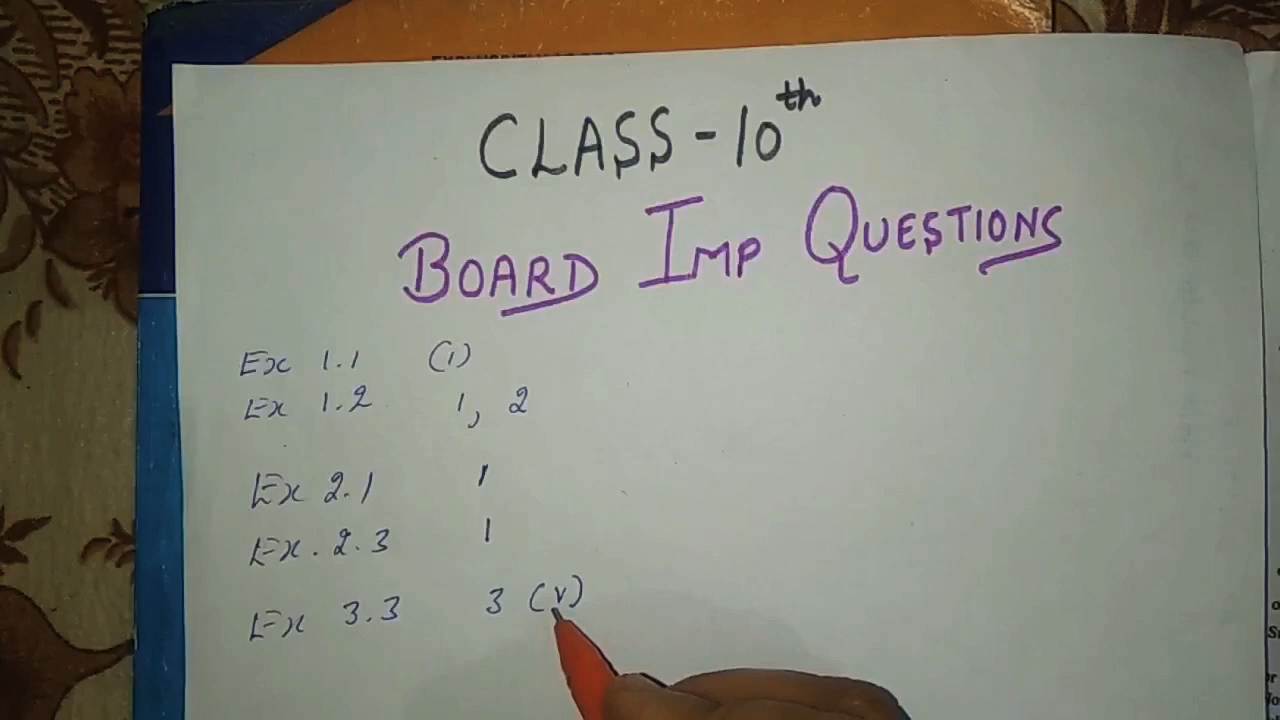 CLASS-10th
BOARD IMP QUESTIONS
Ex 1.1 (1)
Ex 1.2 1, 2
Ex 2.1 1
Ex. 2.3 1
Ex 3.3 3 (v)